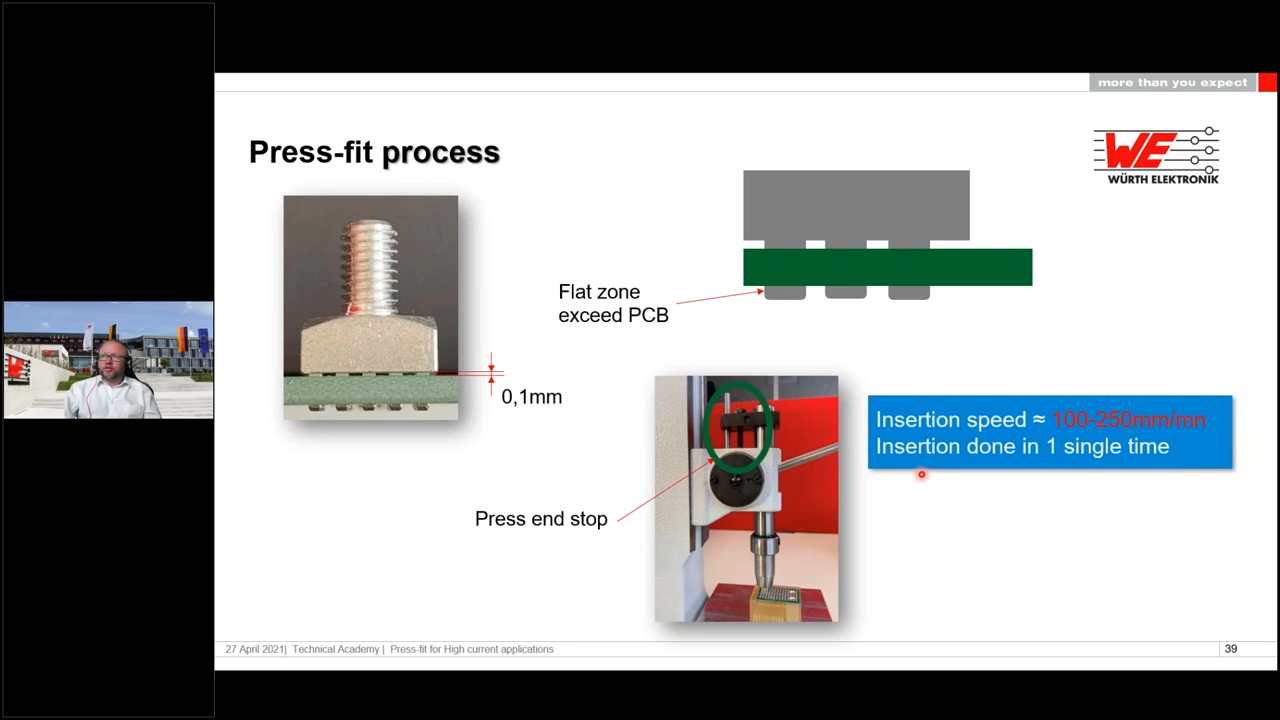 more than you expect
Press-fit process
WE
WÜRTH ELEKTRONIK
Flat zone
exceed PCB
0,1mm
Insertion speed ≈ 100-250mm/mn
Insertion done in 1 single time
Press end stop
27 April 2021| Technical Academy | Press-fit for High current applications
39